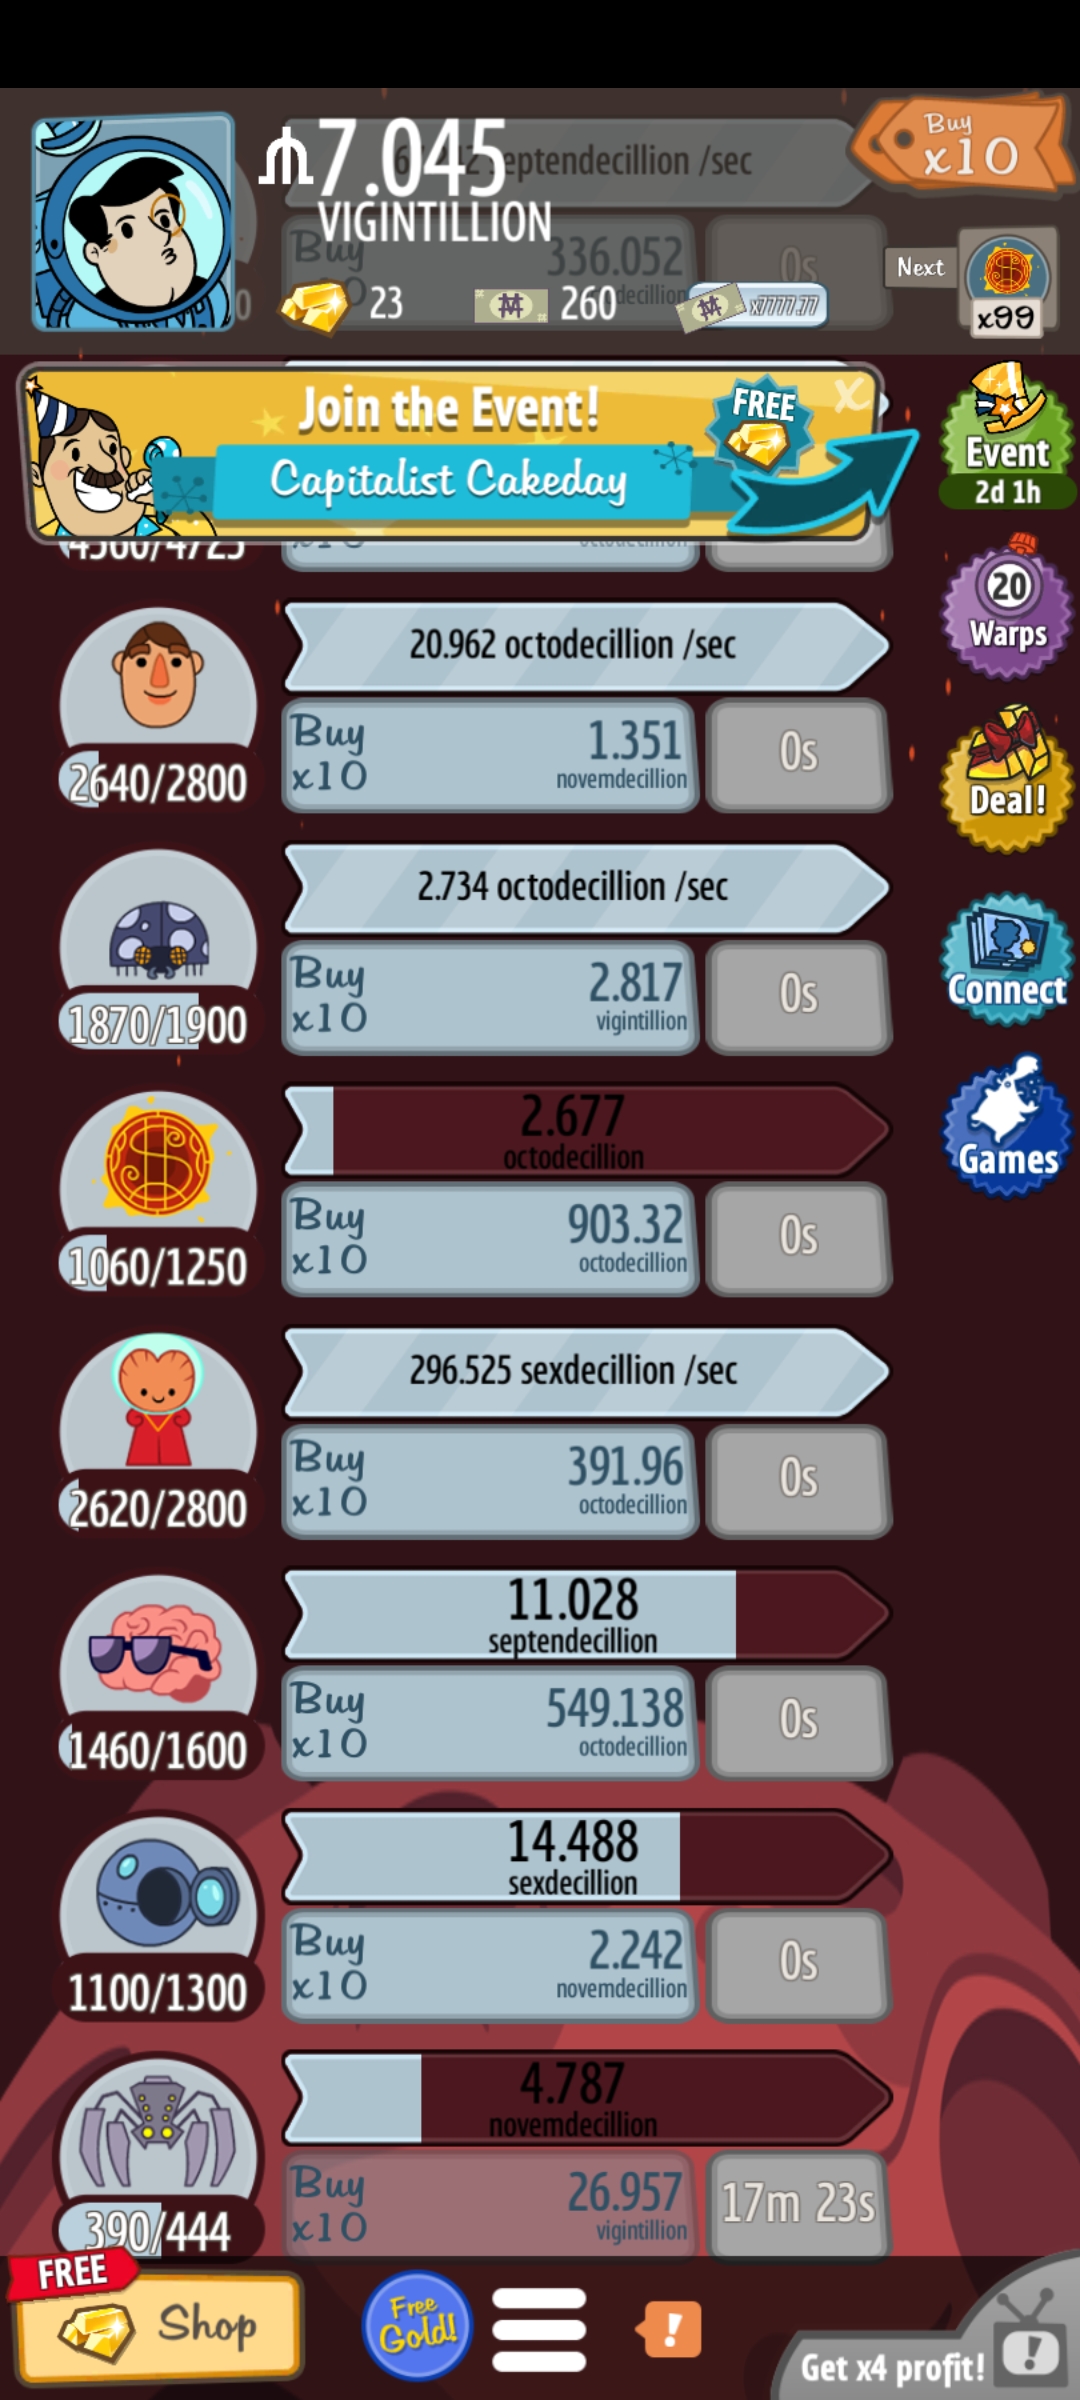 7.045
VIGINTILLION
septendecillion /sec
Buy
x10
Buy
336.052
0s
23
260
x7777.77
Next
x99
Join the Event!
FREE
Capitalist Cakeday
Event
2d 1h
4560/4725
x10
octodecillion
20.962 octodecillion /sec
Buy
x10
1.351
novemdecillion
0s
2640/2800
20
Warps
2.734 octodecillion /sec
Buy
x10
2.817
vigintillion
0s
1870/1900
Deal!
Connect
2.677
octodecillion
Buy
x10
903.32
octodecillion
0s
1060/1250
Games
296.525 sexdecillion /sec
Buy
x10
391.96
octodecillion
0s
2620/2800
11.028
septendecillion
Buy
x10
549.138
octodecillion
0s
1460/1600
14.488
sexdecillion
Buy
x10
2.242
novemdecillion
0s
1100/1300
4.787
novemdecillion
Buy
x10
26.957
vigintillion
17m 23s
390/444
FREE
Shop
Free
Gold!
!
Get x4 profit!
!